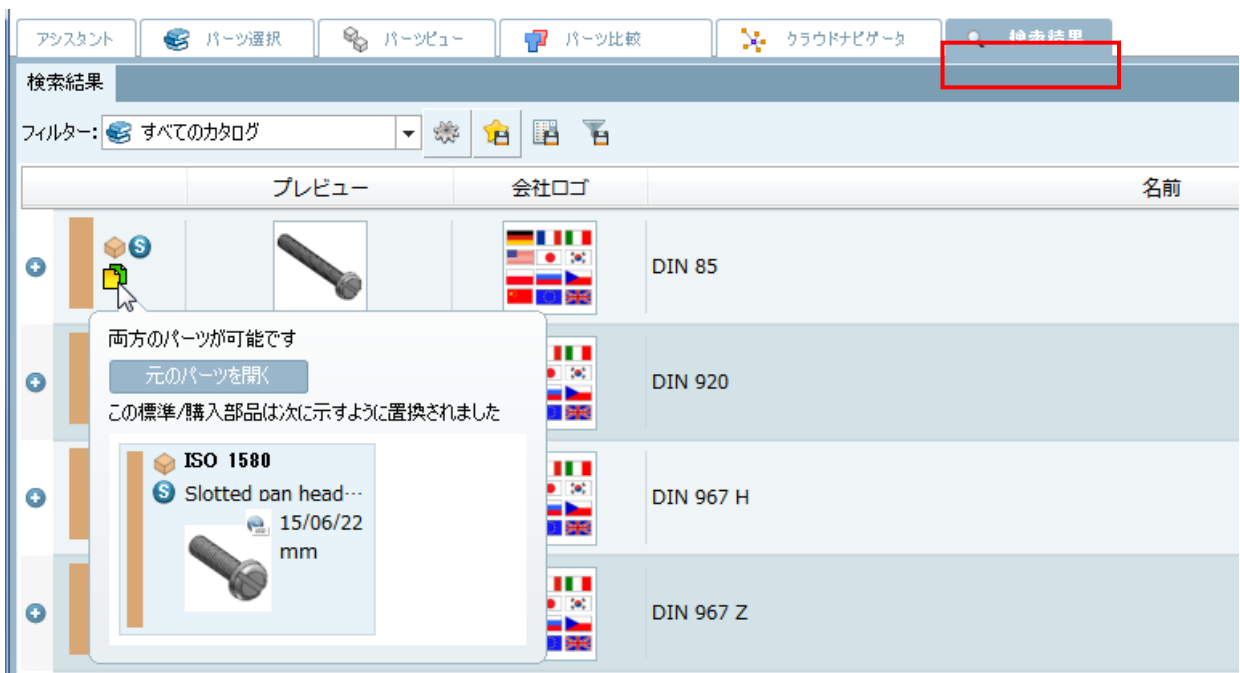 アシスタント
パーツ選択
パーツビュー
パーツ比較
クラウドナビゲータ
検索結果
検索結果
フィルター: すべてのカタログ
プレビュー
会社ロゴ
名前
S
DIN 85
両方のパーツが可能です
元のパーツを開く
この標準/購入部品は次に示すように置換されました
ISO 1580
S Slotted pan head…
15/06/22
mm
DIN 920
DIN 967 H
DIN 967 Z